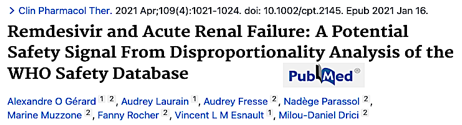 > Clin Pharmacol Ther. 2021 Apr;109(4):1021-1024. doi: 10.1002/cpt.2145. Epub 2021 Jan 16.
Remdesivir and Acute Renal Failure: A Potential
Safety Signal From Disproportionality Analysis of the
WHO Safety Database
PubMed
Alexandre O Gérard 1 2, Audrey Laurain 1 2, Audrey Fresse 2, Nadège Parassol 2,
Marine Muzzone 2, Fanny Rocher 2, Vincent L M Esnault 1, Milou-Daniel Drici 2